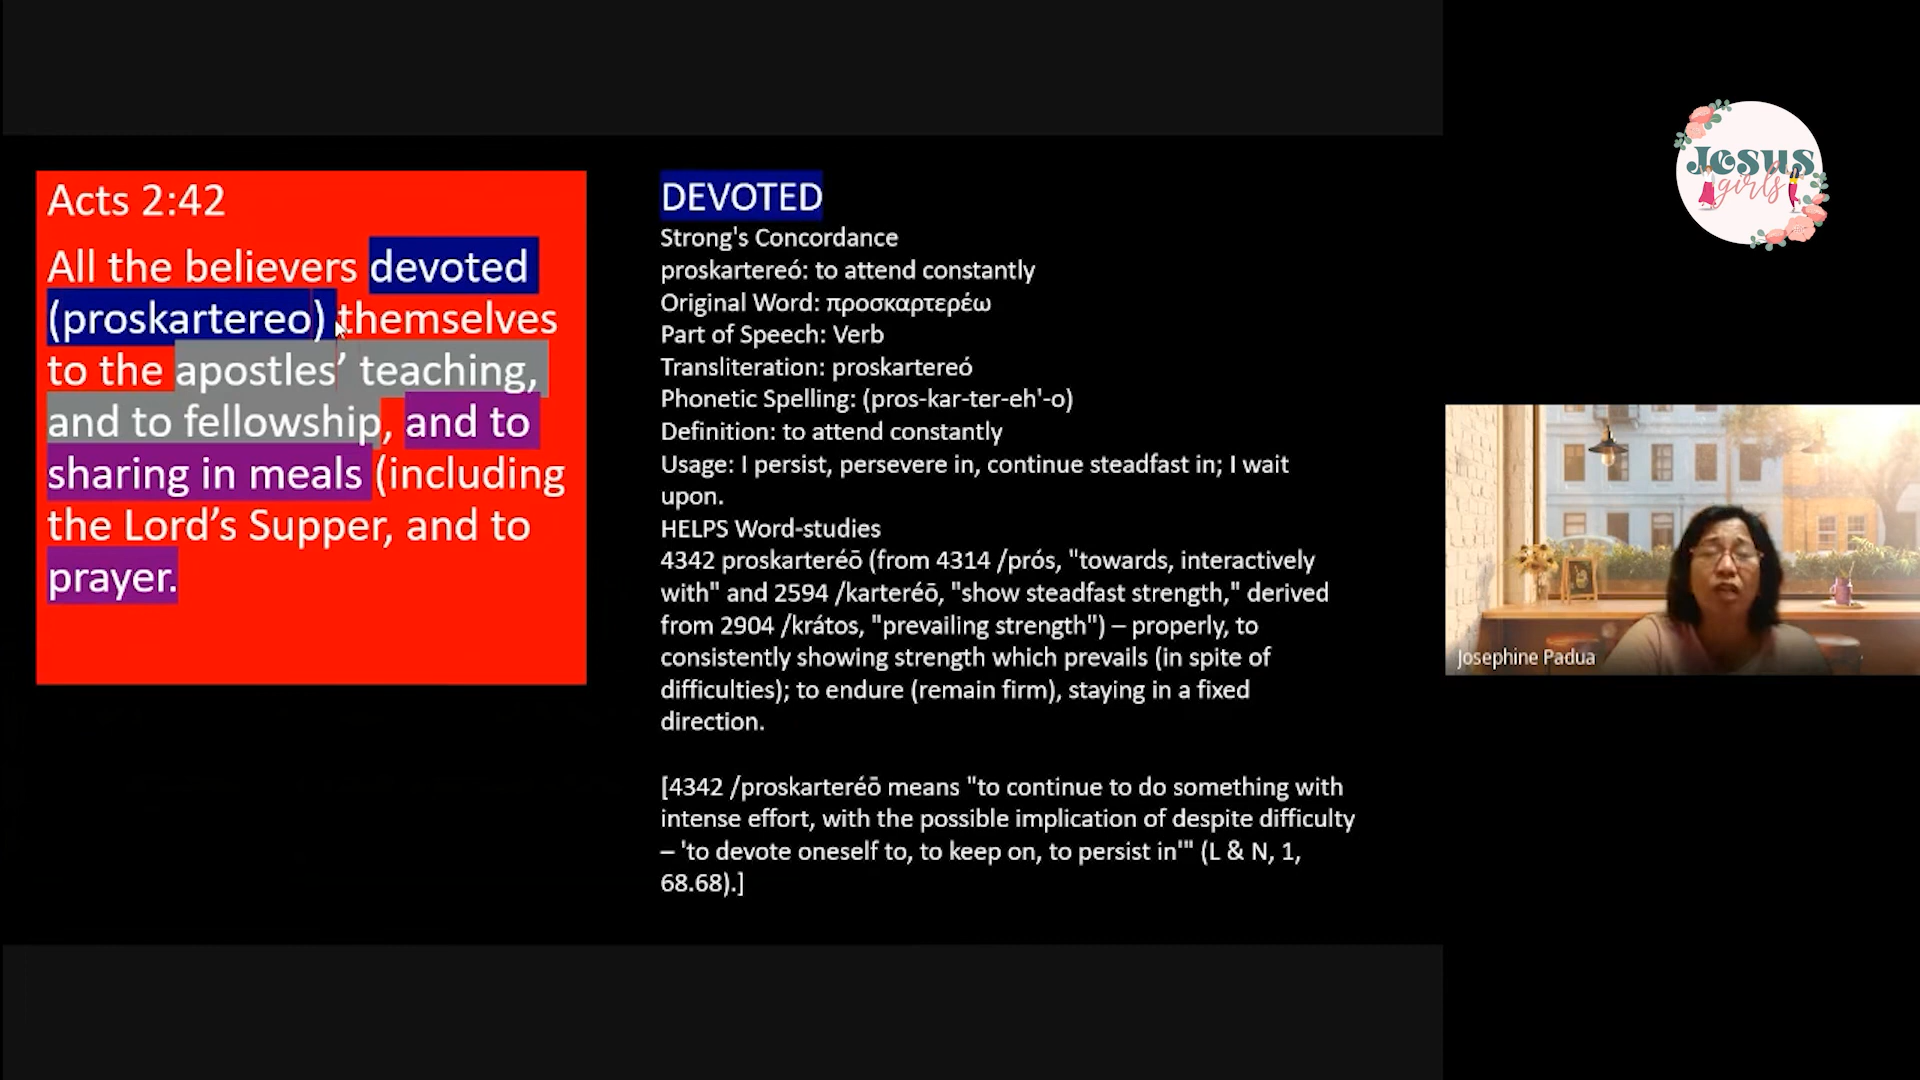 Acts 2:42
All the believers devoted
(proskartereo) themselves
to the apostles’ teaching,
and to fellowship, and to
sharing in meals (including
the Lord’s Supper, and to
prayer.
DEVOTED
Strong's Concordance
proskartereó: to attend constantly
Original Word: προσκαρτερέω
Part of Speech: Verb
Transliteration: proskartereó
Phonetic Spelling: (pros-kar-ter-eh'-o)
Definition: to attend constantly
Usage: I persist, persevere in, continue steadfast in; I wait
upon.
HELPS Word-studies
4342 proskarteréō (from 4314 /prós, "towards, interactively
with" and 2594 /karteréō, "show steadfast strength," derived
from 2904 /krátos, "prevailing strength") – properly, to
consistently showing strength which prevails (in spite of
difficulties); to endure (remain firm), staying in a fixed
direction.
[4342 /proskarteréō means "to continue to do something with
intense effort, with the possible implication of despite difficulty
– 'to devote oneself to, to keep on, to persist in'" (L & N, 1,
68.68).]
Jesus
girls
Josephine Padua